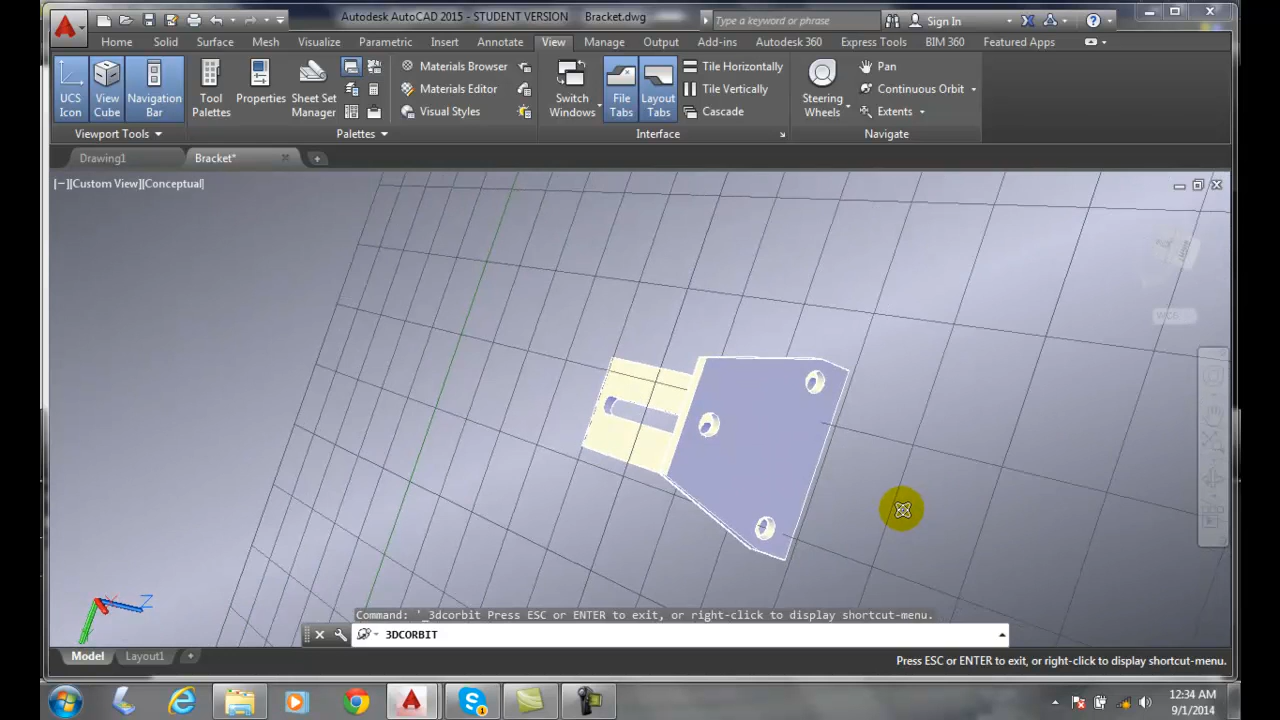 Autodesk AutoCAD 2015 - STUDENT VERSION Bracket.dwg
Type a keyword or phrase
Sign In
Home Solid Surface Mesh Visualize Parametric Insert Annotate View Manage Output Add-ins Autodesk 360 Express Tools BIM 360 Featured Apps
UCS Icon
View Cube
Navigation Bar
Viewport Tools
Tool Palettes
Properties
Sheet Set Manager
Materials Browser
Materials Editor
Visual Styles
Palettes
Switch Windows
File Tabs
Layout Tabs
Tile Horizontally
Tile Vertically
Cascade
Interface
Steering Wheels
Pan
Continuous Orbit
Extents
Navigate
Drawing1 Bracket*
[−][Custom View][Conceptual]
Z
Command: '_3dcorbit Press ESC or ENTER to exit, or right-click to display shortcut-menu.
3DCORBIT
Model Layout1
Press ESC or ENTER to exit, or right-click to display shortcut-menu.
12:34 AM
9/1/2014